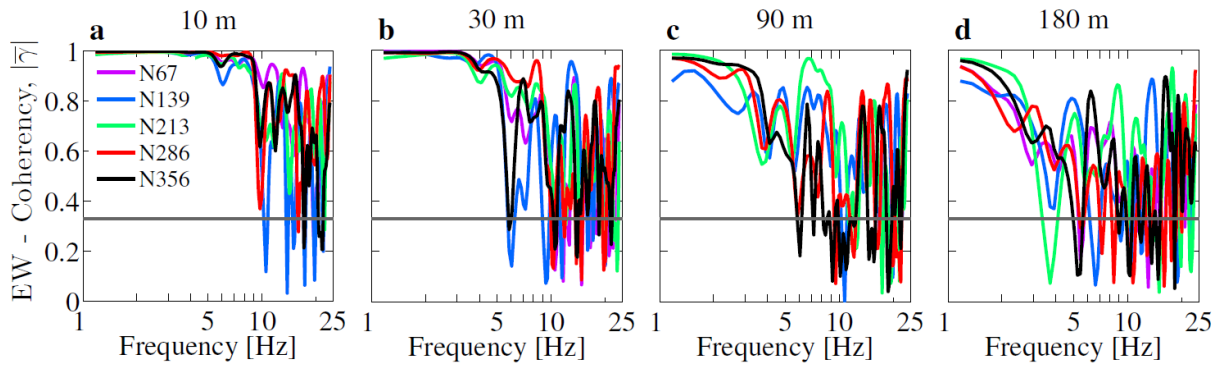 a 10 m b 30 m c 90 m d 180 m
EW - Coherency, |γ̄|
1
0.8
0.6
0.4
0.2
0
N67
N139
N213
N286
N356
1 5 10 25 1 5 10 25 1 5 10 25 1 5 10 25
Frequency [Hz] Frequency [Hz] Frequency [Hz] Frequency [Hz]